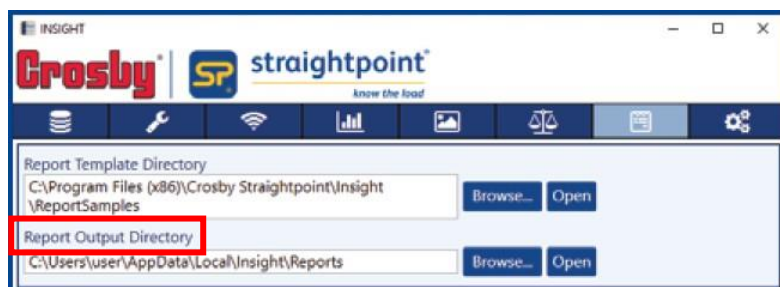 INSIGHT
Crosby SP straightpoint
know the load
Report Template Directory
C:\Program Files (x86)\Crosby Straightpoint\Insight
\ReportSamples
Browse... Open
Report Output Directory
C:\Users\user\AppData\Local\Insight\Reports
Browse... Open